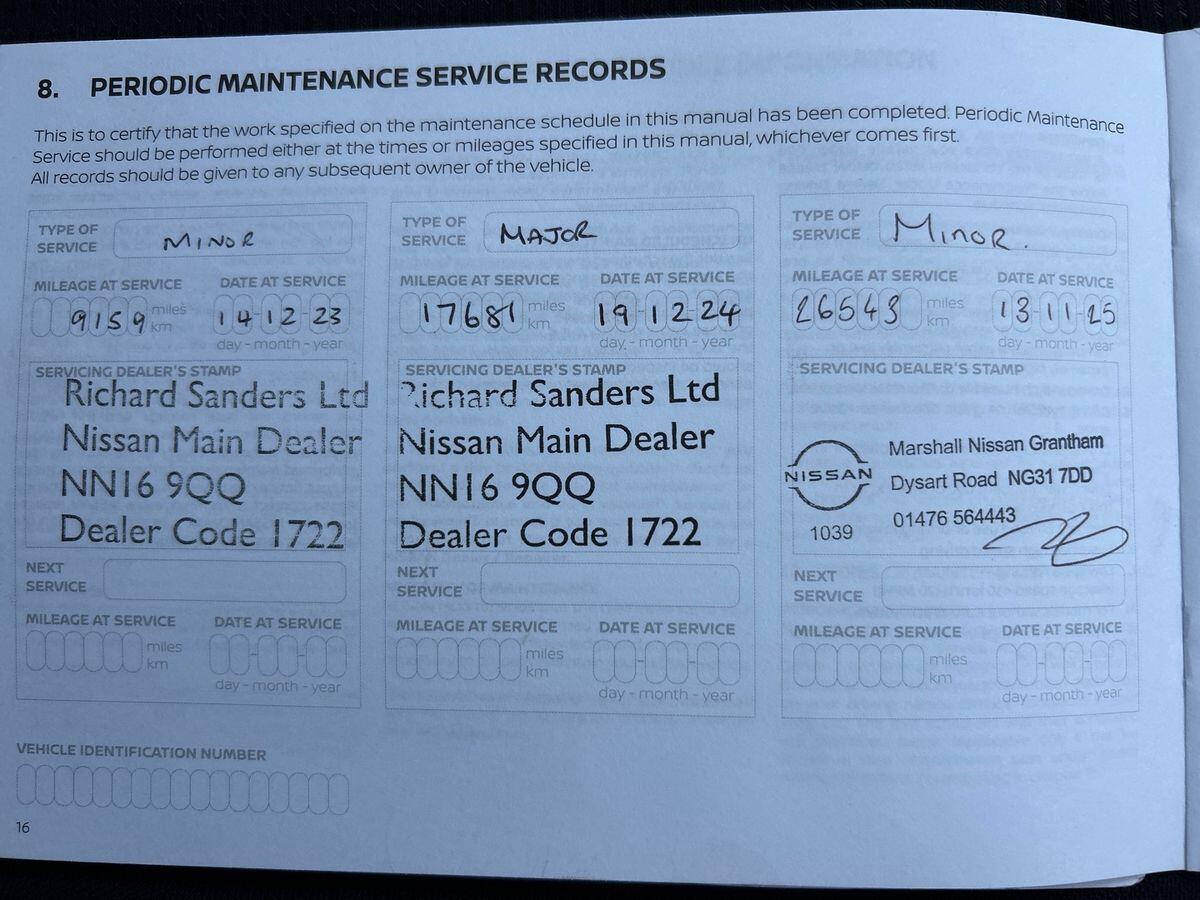 8. PERIODIC MAINTENANCE SERVICE RECORDS
This is to certify that the work specified on the maintenance schedule in this manual has been completed. Periodic Maintenance
Service should be performed either at the times or mileages specified in this manual, whichever comes first.
All records should be given to any subsequent owner of the vehicle.
TYPE OF
SERVICE MINOR
MILEAGE AT SERVICE DATE AT SERVICE
9159 miles 14-12-23
km
day - month - year
SERVICING DEALER'S STAMP
Richard Sanders Ltd
Nissan Main Dealer
NN16 9QQ
Dealer Code 1722
NEXT
SERVICE
MILEAGE AT SERVICE DATE AT SERVICE
miles
km
day - month - year
TYPE OF
SERVICE MAJOR
MILEAGE AT SERVICE DATE AT SERVICE
17681 miles 19-12-24
km
day - month - year
SERVICING DEALER'S STAMP
Richard Sanders Ltd
Nissan Main Dealer
NN16 9QQ
Dealer Code 1722
NEXT
SERVICE
MILEAGE AT SERVICE DATE AT SERVICE
miles
km
day - month - year
TYPE OF
SERVICE Minor.
MILEAGE AT SERVICE DATE AT SERVICE
26543 miles 13-11-25
km
day - month - year
SERVICING DEALER'S STAMP
NISSAN
1039
Marshall Nissan Grantham
Dysart Road NG31 7DD
01476 564443
NEXT
SERVICE
MILEAGE AT SERVICE DATE AT SERVICE
miles
km
day - month - year
VEHICLE IDENTIFICATION NUMBER
16